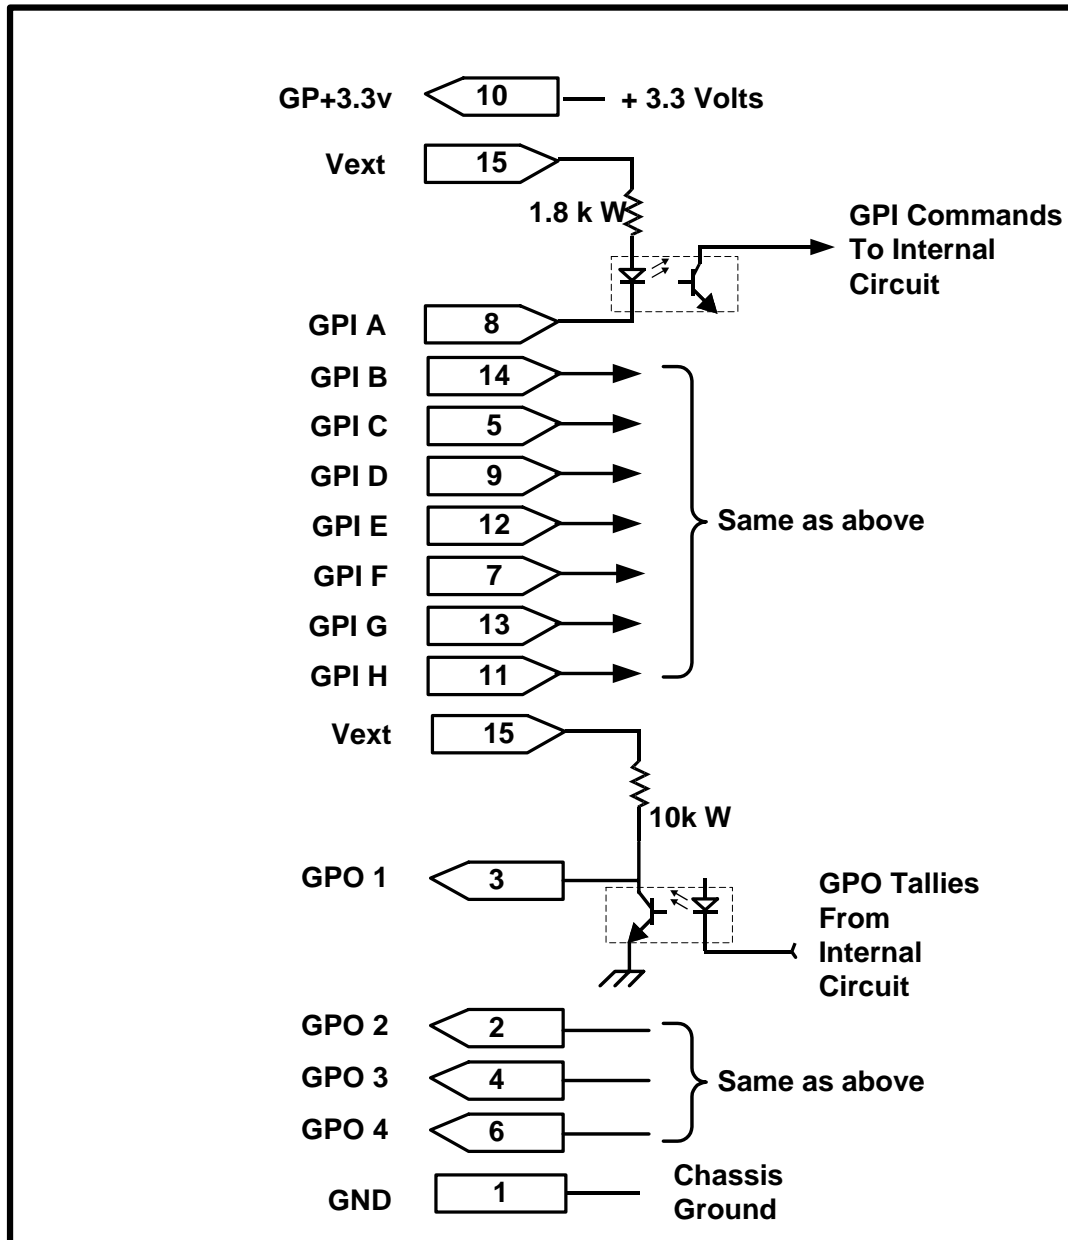 GP+3.3v 10 + 3.3 Volts
Vext 15
1.8 k W
GPI Commands
To Internal
Circuit
GPI A 8
GPI B 14
GPI C 5
GPI D 9
GPI E 12
Same as above
GPI F 7
GPI G 13
GPI H 11
Vext 15
10k W
GPO 1 3
GPO Tallies
From
Internal
Circuit
GPO 2 2
GPO 3 4
Same as above
GPO 4 6
GND 1
Chassis
Ground